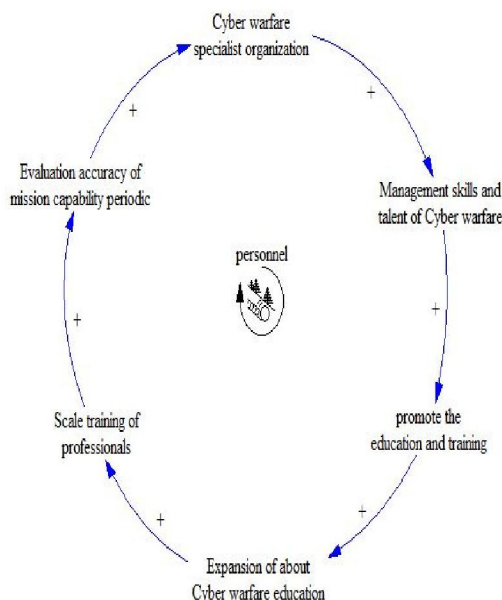 Cyber warfare
specialist organization
+
+
Evaluation accuracy of
mission capability periodic
Management skills and
talent of Cyber warfare
personnel
+
+
Scale training of
professionals
promote the
education and training
+
+
Expansion of about
Cyber warfare education